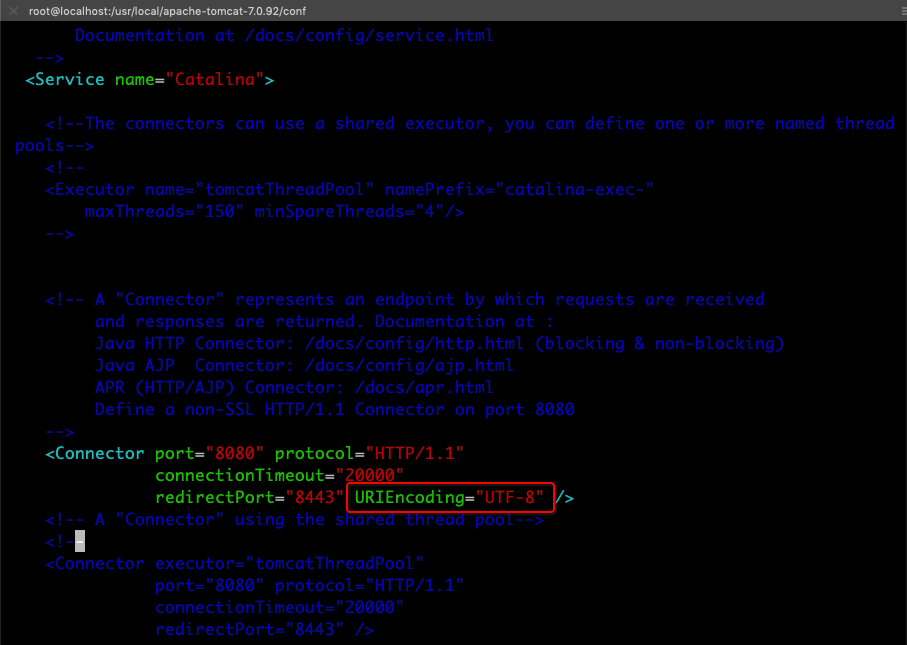 root@localhost:/usr/local/apache-tomcat-7.0.92/conf
Documentation at /docs/config/service.html
-->
<Service name="Catalina">
<!--The connectors can use a shared executor, you can define one or more named thread
pools-->
<!--
<Executor name="tomcatThreadPool" namePrefix="catalina-exec-"
maxThreads="150" minSpareThreads="4"/>
-->
<!-- A "Connector" represents an endpoint by which requests are received
and responses are returned. Documentation at :
Java HTTP Connector: /docs/config/http.html (blocking & non-blocking)
Java AJP  Connector: /docs/config/ajp.html
APR (HTTP/AJP) Connector: /docs/apr.html
Define a non-SSL HTTP/1.1 Connector on port 8080
-->
<Connector port="8080" protocol="HTTP/1.1"
connectionTimeout="20000"
redirectPort="8443" URIEncoding="UTF-8" />
<!-- A "Connector" using the shared thread pool-->
<!--
<Connector executor="tomcatThreadPool"
port="8080" protocol="HTTP/1.1"
connectionTimeout="20000"
redirectPort="8443" />